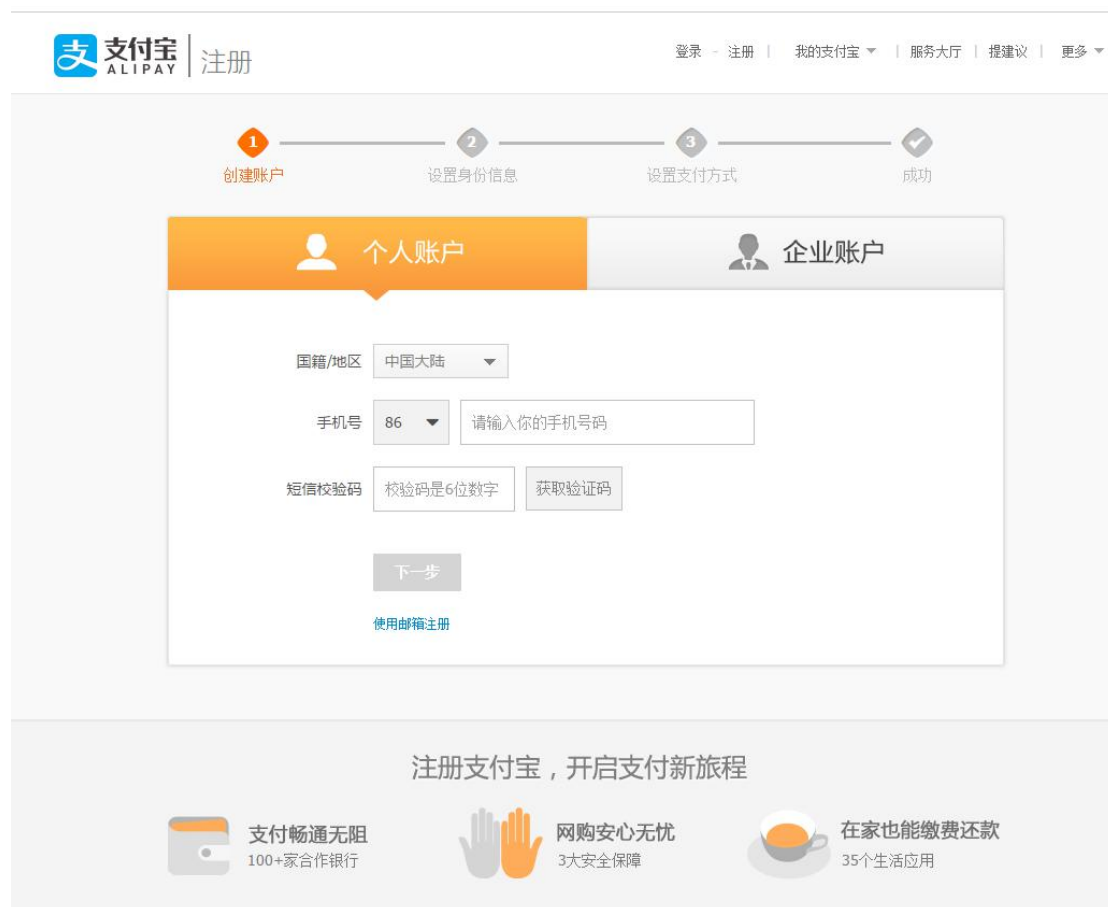 支付宝 注册
ALIPAY
登录 - 注册 | 我的支付宝 | 服务大厅 | 提建议 | 更多
1 2 3
创建账户 设置身份信息 设置支付方式 成功
个人账户 企业账户
国籍/地区 中国大陆
手机号 86 请输入你的手机号码
短信校验码 校验码是6位数字 获取验证码
下一步
使用邮箱注册
注册支付宝，开启支付新旅程
支付畅通无阻 网购安心无忧 在家也能缴费还款
100+家合作银行 3大安全保障 35个生活应用